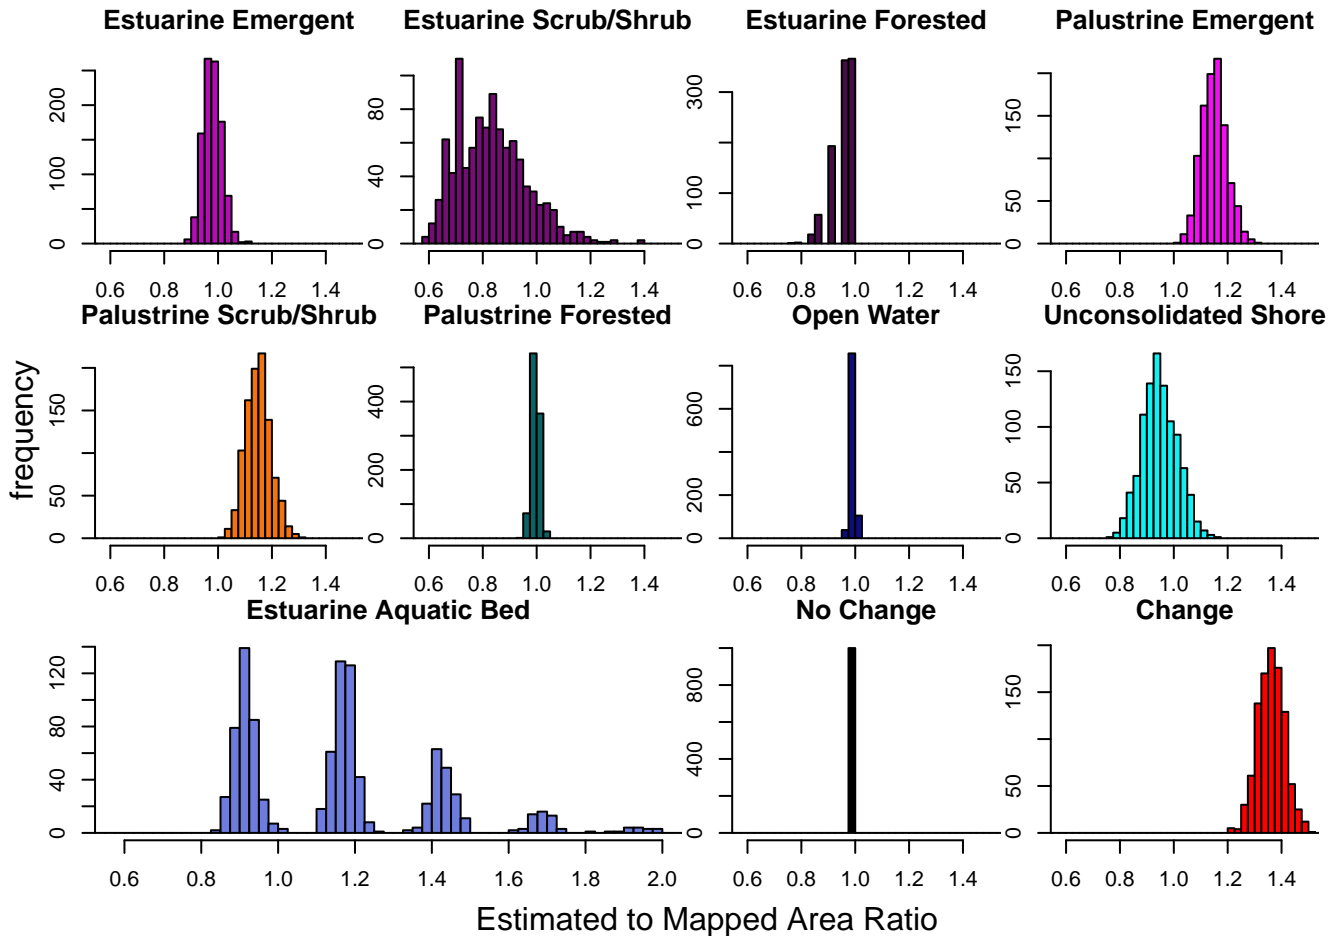 Estuarine Emergent
Estuarine Scrub/Shrub
Estuarine Forested
Palustrine Emergent
0 100 200
0.6 0.8 1.0 1.2 1.4
0 40 80
0.6 0.8 1.0 1.2 1.4
0 100 300
0.6 0.8 1.0 1.2 1.4
0 50 150
0.6 0.8 1.0 1.2 1.4
Palustrine Scrub/Shrub
Palustrine Forested
Open Water
Unconsolidated Shore
frequency
0 50 150
0.6 0.8 1.0 1.2 1.4
0 200 400
0.6 0.8 1.0 1.2 1.4
0 200 600
0.6 0.8 1.0 1.2 1.4
0 50 100 150
0.6 0.8 1.0 1.2 1.4
Estuarine Aquatic Bed
No Change
Change
0 40 80 120
0.6 0.8 1.0 1.2 1.4 1.6 1.8 2.0
0 400 800
0.6 0.8 1.0 1.2 1.4
0 50 150
0.6 0.8 1.0 1.2 1.4
Estimated to Mapped Area Ratio